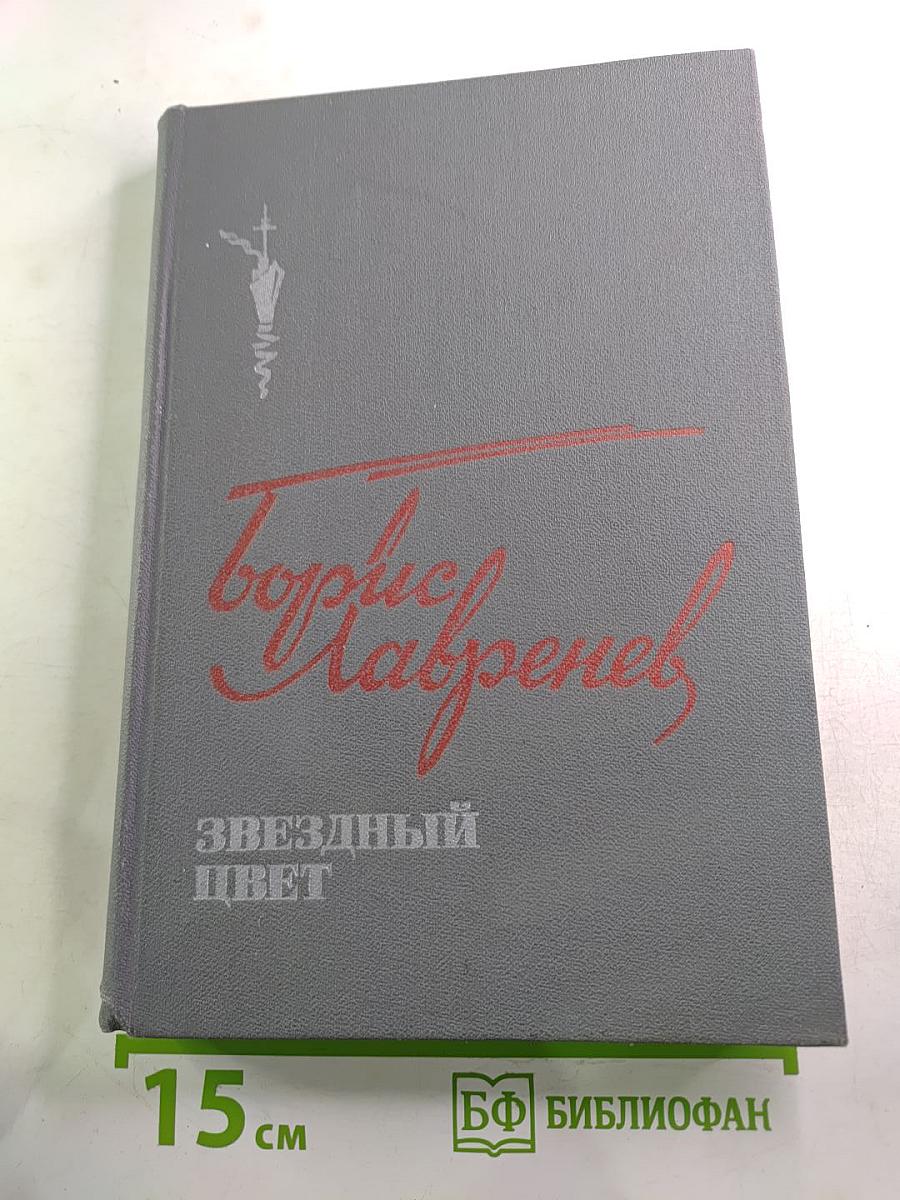 Борис
Лавренев
ЗВЕЗДНЫЙ
ЦВЕТ
15 см
БФ БИБЛИОФАН